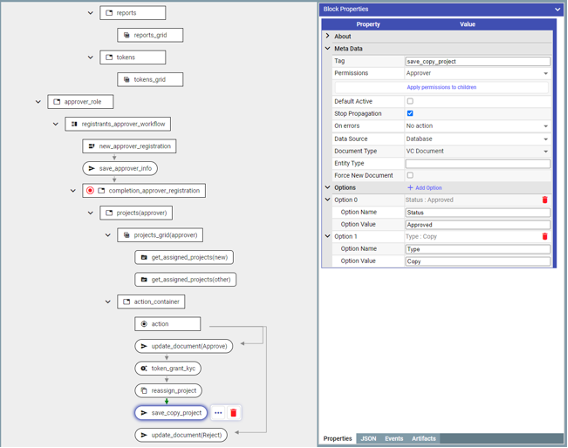 reports
reports_grid
tokens
tokens_grid
approver_role
registrants_approver_workflow
new_approver_registration
save_approver_info
completion_approver_registration
projects(approver)
projects_grid(approver)
get_assigned_projects(new)
get_assigned_projects(other)
action_container
action
update_document(Approve)
token_grant_kyc
reassign_project
save_copy_project
update_document(Reject)
Block Properties
Property Value
About
Meta Data
Tag save_copy_project
Permissions Approver
Apply permissions to children
Default Active
Stop Propagation
On errors No action
Data Source Database
Document Type VC Document
Entity Type
Force New Document
Options + Add Option
Option 0 Status : Approved
Option Name Status
Option Value Approved
Option 1 Type : Copy
Option Name Type
Option Value Copy
Properties JSON Events Artifacts